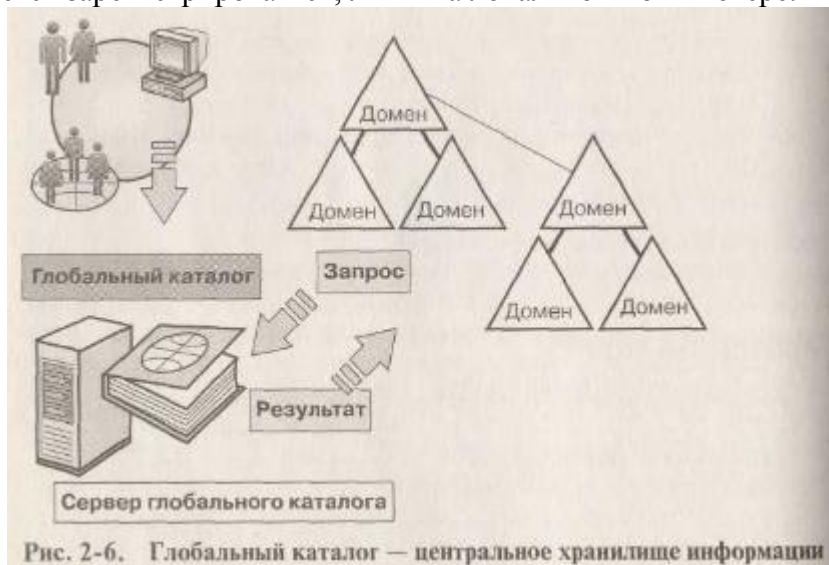 Домен
Домен
Домен
Домен
Домен
Домен
Глобальный каталог
Запрос
Результат
Сервер глобального каталога
Рис. 2-6. Глобальный каталог — центральное хранилище информации